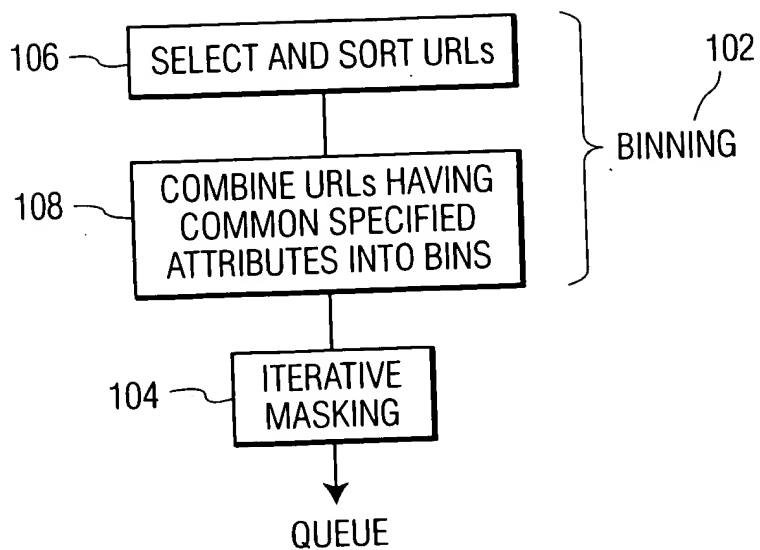 106
SELECT AND SORT URLs
102
BINNING
108
COMBINE URLs HAVING
COMMON SPECIFIED
ATTRIBUTES INTO BINS
104
ITERATIVE
MASKING
QUEUE